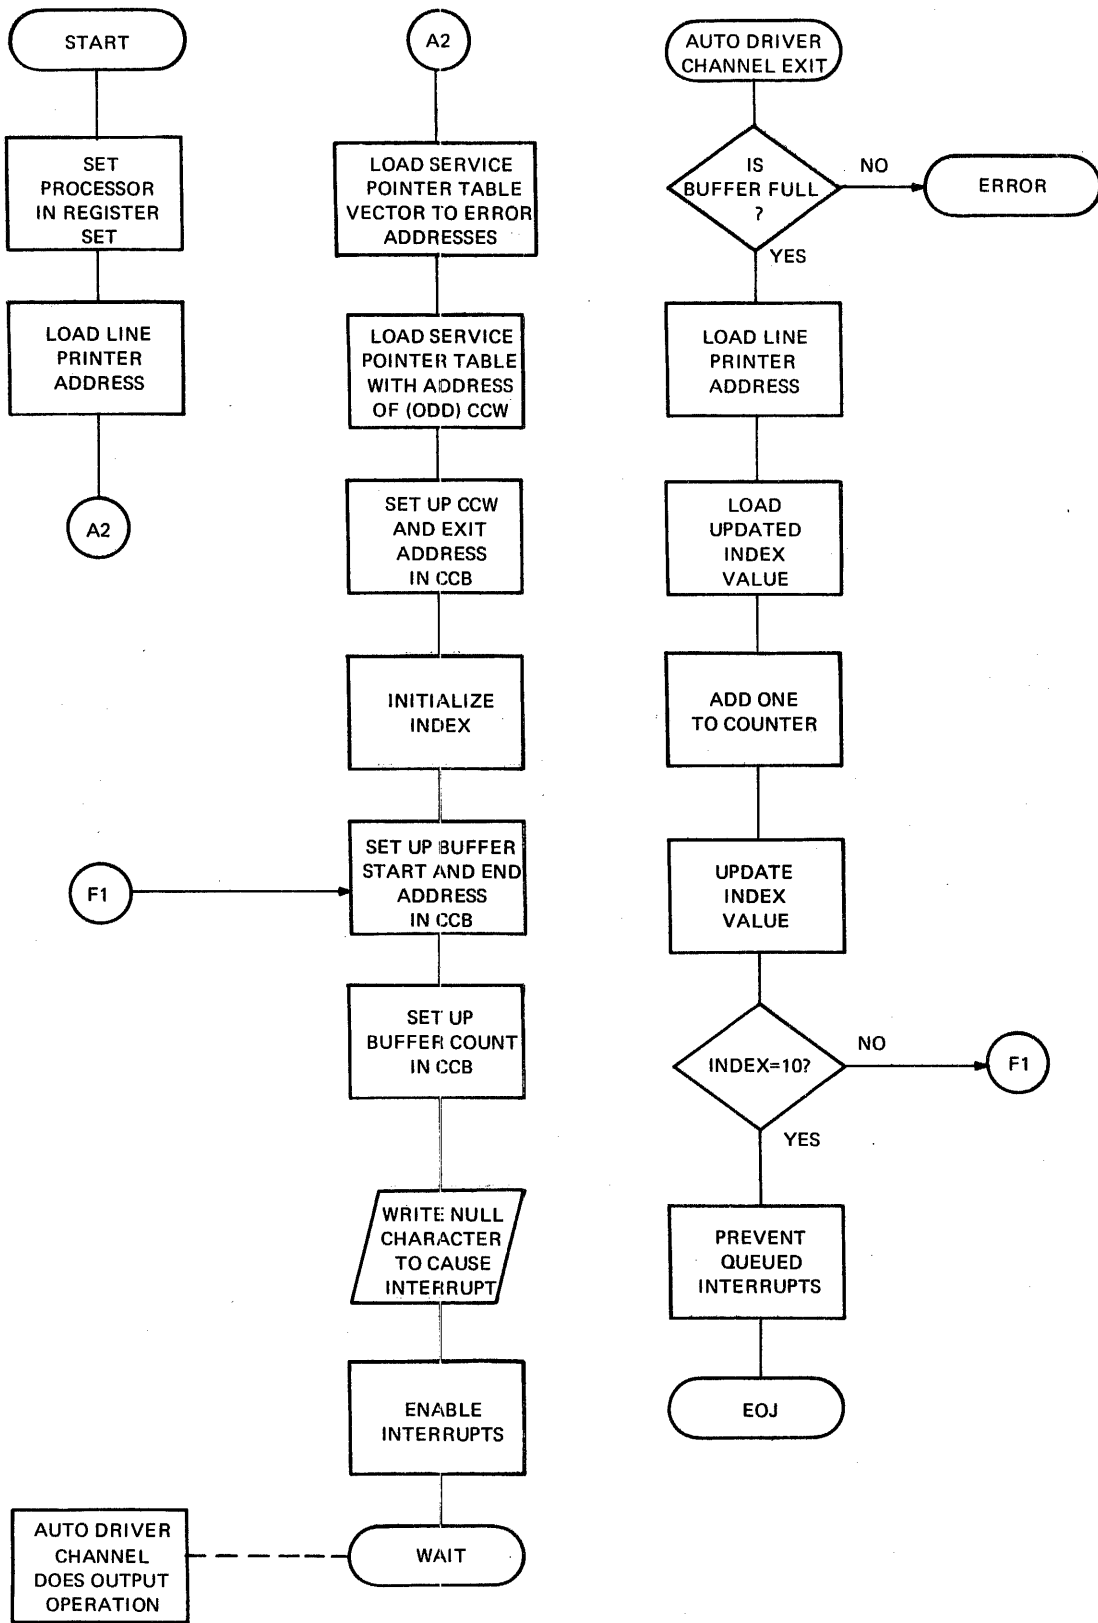 START
SET
PROCESSOR
IN REGISTER
SET
LOAD LINE
PRINTER
ADDRESS
A2
A2
LOAD SERVICE
POINTER TABLE
VECTOR TO ERROR
ADDRESSES
LOAD SERVICE
POINTER TABLE
WITH ADDRESS
OF (ODD) CCW
SET UP CCW
AND EXIT
ADDRESS
IN CCB
INITIALIZE
INDEX
F1
SET UP BUFFER
START AND END
ADDRESS
IN CCB
SET UP
BUFFER COUNT
IN CCB
WRITE NULL
CHARACTER
TO CAUSE
INTERRUPT
ENABLE
INTERRUPTS
WAIT
AUTO DRIVER
CHANNEL
DOES OUTPUT
OPERATION
AUTO DRIVER
CHANNEL EXIT
IS
BUFFER FULL
?
NO
ERROR
YES
LOAD LINE
PRINTER
ADDRESS
LOAD
UPDATED
INDEX
VALUE
ADD ONE
TO COUNTER
UPDATE
INDEX
VALUE
INDEX=10?
NO
F1
YES
PREVENT
QUEUED
INTERRUPTS
EOJ